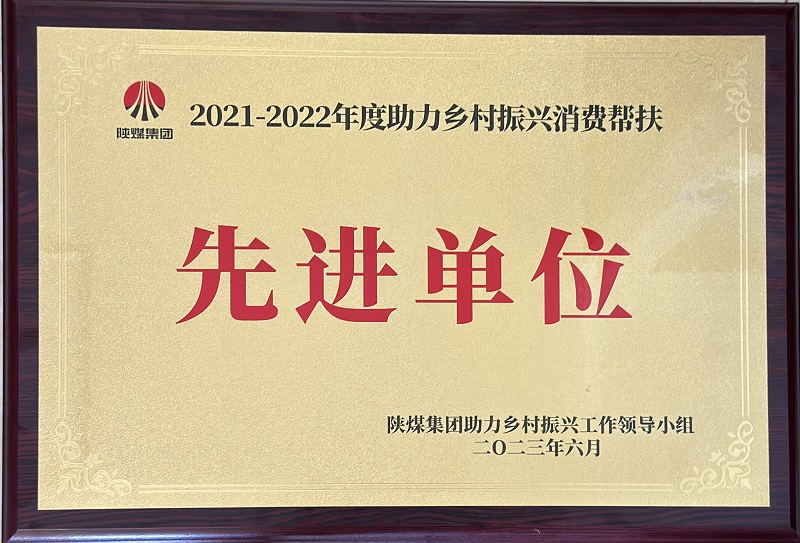 陕煤集团
2021-2022年度助力乡村振兴消费帮扶
先进单位
陕煤集团助力乡村振兴工作领导小组
二〇二三年六月